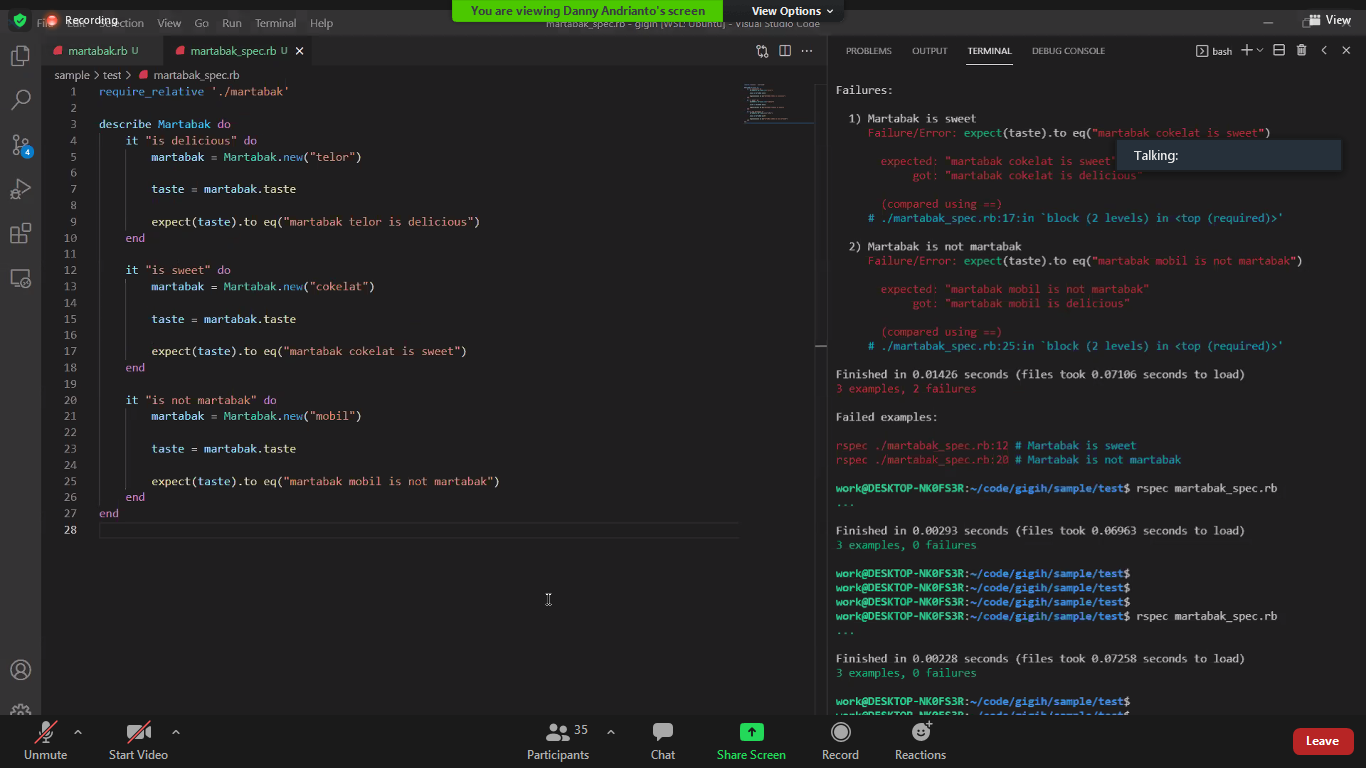 Recording
Selection View Go Run Terminal Help
You are viewing Danny Andrianto's screen
View Options
martabak_spec.rb - gigih [WSL: Ubuntu] - Visual Studio Code
View
martabak.rb U
martabak_spec.rb U
PROBLEMS OUTPUT TERMINAL DEBUG CONSOLE
bash
sample > test > martabak_spec.rb
1 require_relative './martabak'
2
3 describe Martabak do
4 it "is delicious" do
5 martabak = Martabak.new("telor")
6
7 taste = martabak.taste
8
9 expect(taste).to eq("martabak telor is delicious")
10 end
11
12 it "is sweet" do
13 martabak = Martabak.new("cokelat")
14
15 taste = martabak.taste
16
17 expect(taste).to eq("martabak cokelat is sweet")
18 end
19
20 it "is not martabak" do
21 martabak = Martabak.new("mobil")
22
23 taste = martabak.taste
24
25 expect(taste).to eq("martabak mobil is not martabak")
26 end
27 end
28
4
Failures:
1) Martabak is sweet
Failure/Error: expect(taste).to eq("martabak cokelat is sweet")
Talking:
expected: "martabak cokelat is sweet"
got: "martabak cokelat is delicious"
(compared using ==)
# ./martabak_spec.rb:17:in `block (2 levels) in <top (required)>'
2) Martabak is not martabak
Failure/Error: expect(taste).to eq("martabak mobil is not martabak")
expected: "martabak mobil is not martabak"
got: "martabak mobil is delicious"
(compared using ==)
# ./martabak_spec.rb:25:in `block (2 levels) in <top (required)>'
Finished in 0.01426 seconds (files took 0.07106 seconds to load)
3 examples, 2 failures
Failed examples:
rspec ./martabak_spec.rb:12 # Martabak is sweet
rspec ./martabak_spec.rb:20 # Martabak is not martabak
work@DESKTOP-NK0FS3R:~/code/gigih/sample/test$ rspec martabak_spec.rb
...
Finished in 0.00293 seconds (files took 0.06963 seconds to load)
3 examples, 0 failures
work@DESKTOP-NK0FS3R:~/code/gigih/sample/test$
work@DESKTOP-NK0FS3R:~/code/gigih/sample/test$
work@DESKTOP-NK0FS3R:~/code/gigih/sample/test$
work@DESKTOP-NK0FS3R:~/code/gigih/sample/test$ rspec martabak_spec.rb
...
Finished in 0.00228 seconds (files took 0.07258 seconds to load)
3 examples, 0 failures
work@DESKTOP-NK0FS3R:~/code/gigih/sample/test$
Unmute
Start Video
Participants 35
Chat
Share Screen
Record
Reactions
Leave